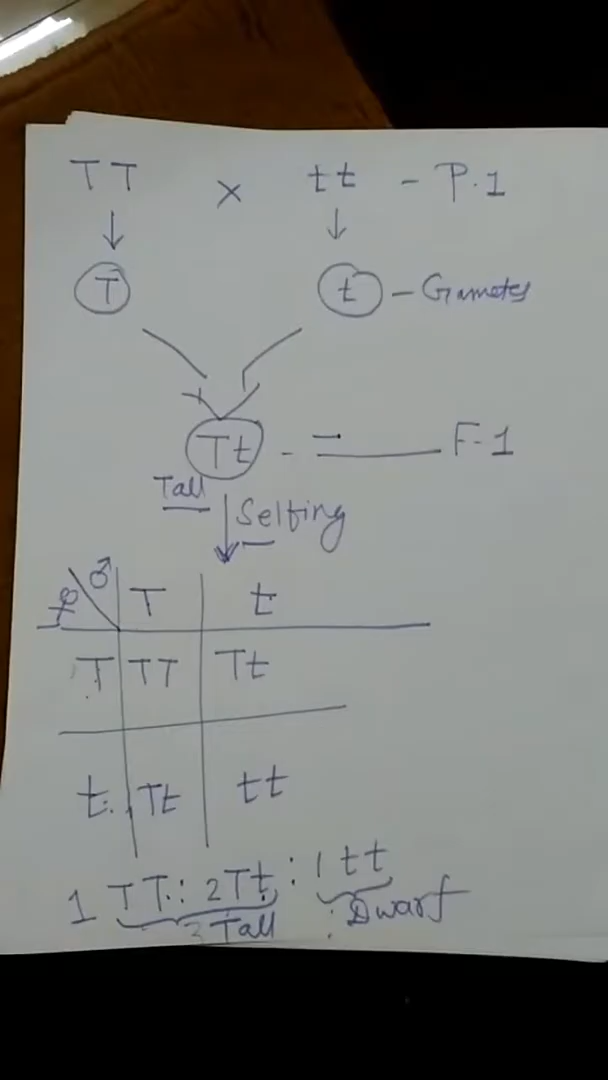 TT × tt - P.1
T t - Gametes
Tt - F-1
Tall
Selfing
♀ ♂ T t
T TT Tt
t Tt tt
1 TT : 2Tt : 1 tt
3 Tall : Dwarf